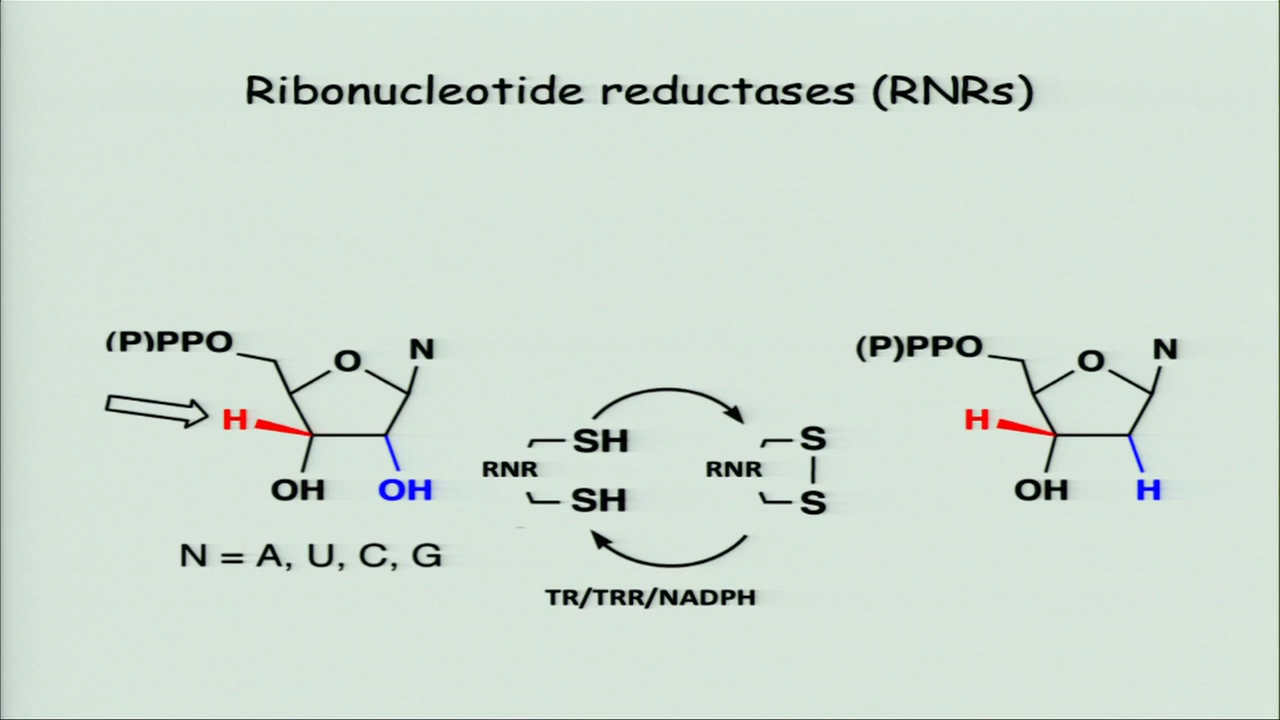 Ribonucleotide reductases (RNRs)
(P)PPO
O
N
H
OH
OH
N = A, U, C, G
SH
RNR
SH
S
RNR
S
TR/TRR/NADPH
(P)PPO
O
N
H
OH
H